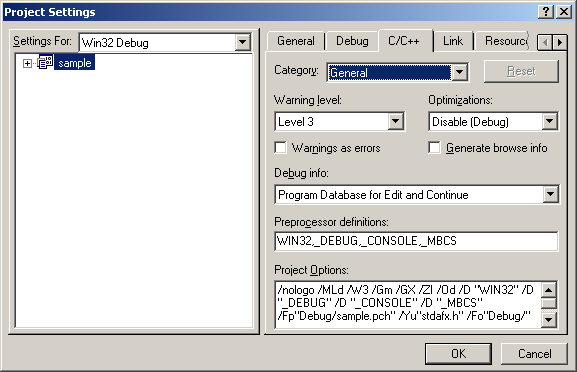 Project Settings
Settings For: Win32 Debug
sample
General Debug C/C++ Link Resourc
Category: General Reset
Warning level: Optimizations:
Level 3 Disable (Debug)
Warnings as errors Generate browse info
Debug info:
Program Database for Edit and Continue
Preprocessor definitions:
WIN32,_DEBUG,_CONSOLE,_MBCS
Project Options:
/nologo /MLd /W3 /Gm /GX /ZI /Od /D "WIN32" /D
"_DEBUG" /D "_CONSOLE" /D "_MBCS"
/Fp"Debug/sample.pch" /Yu"stdafx.h" /Fo"Debug/"
OK Cancel